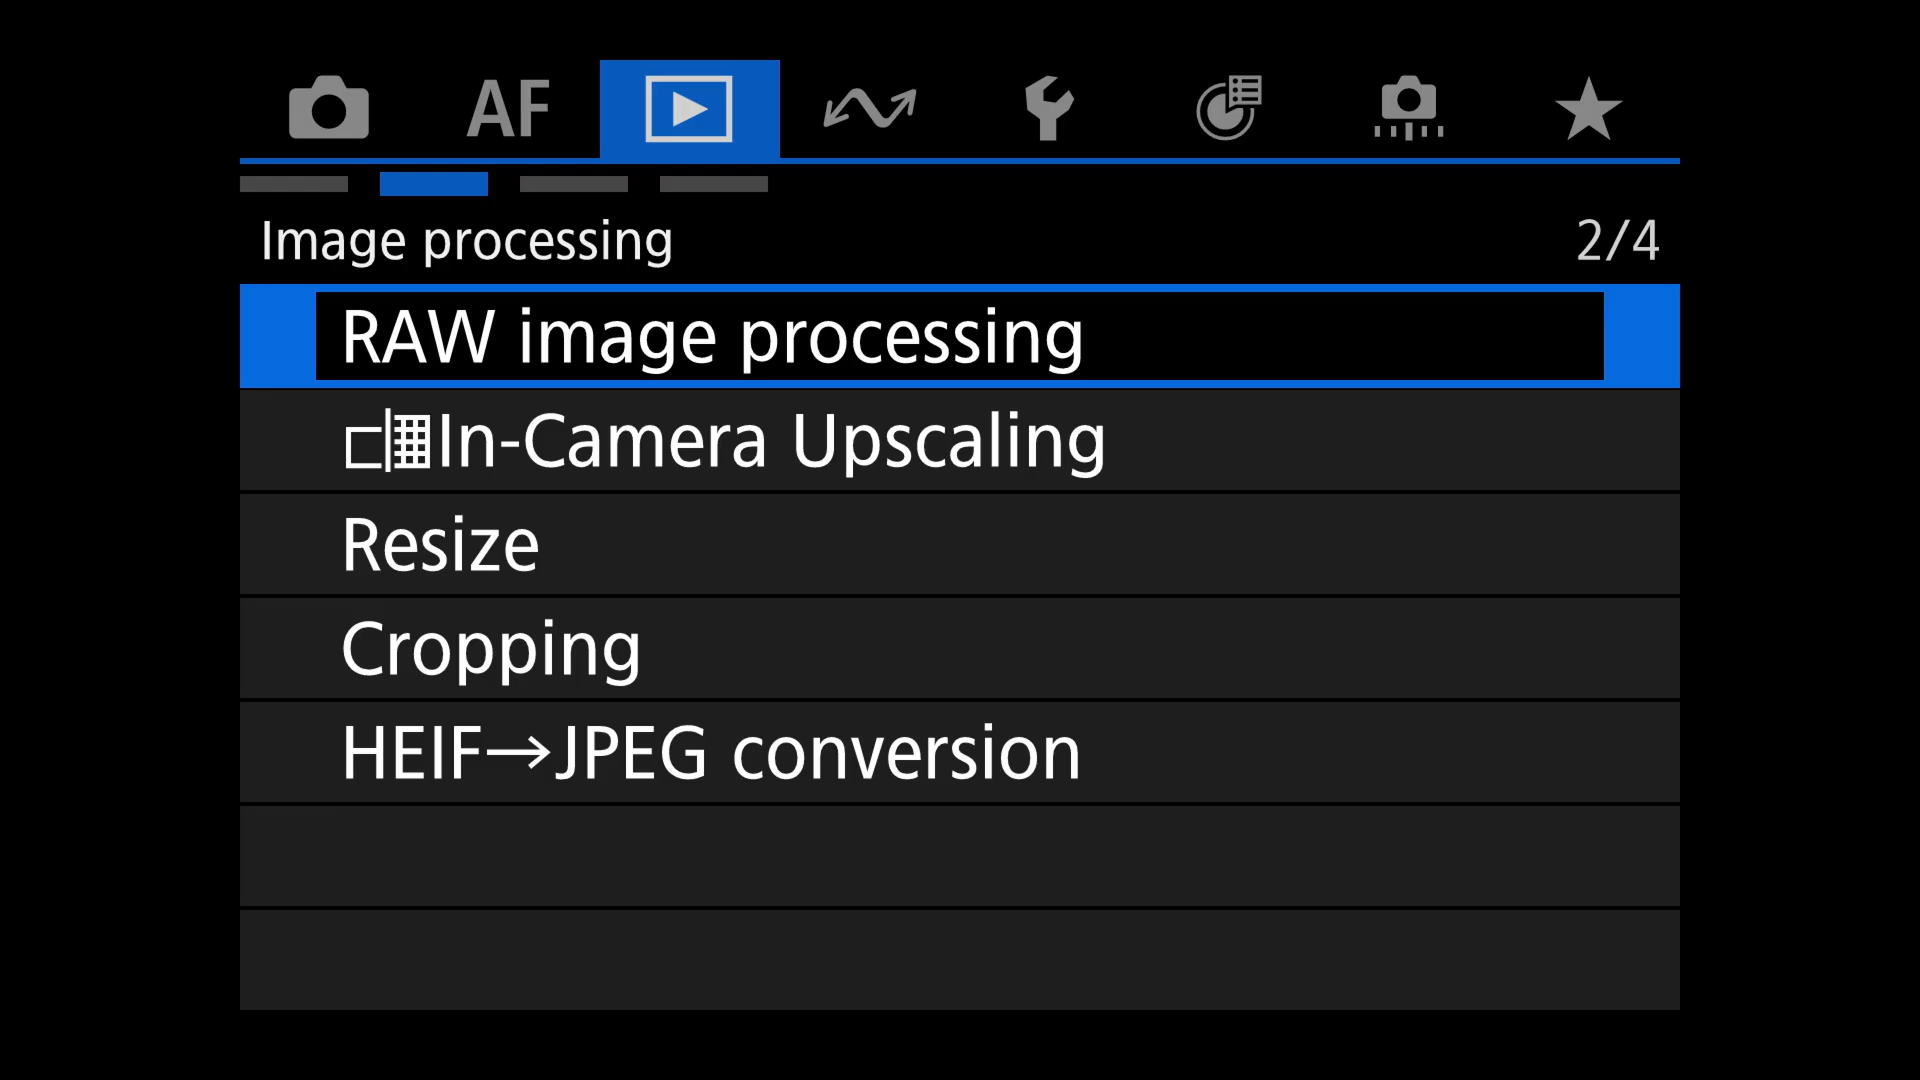 AF
Image processing 2/4
RAW image processing
In-Camera Upscaling
Resize
Cropping
HEIF→JPEG conversion